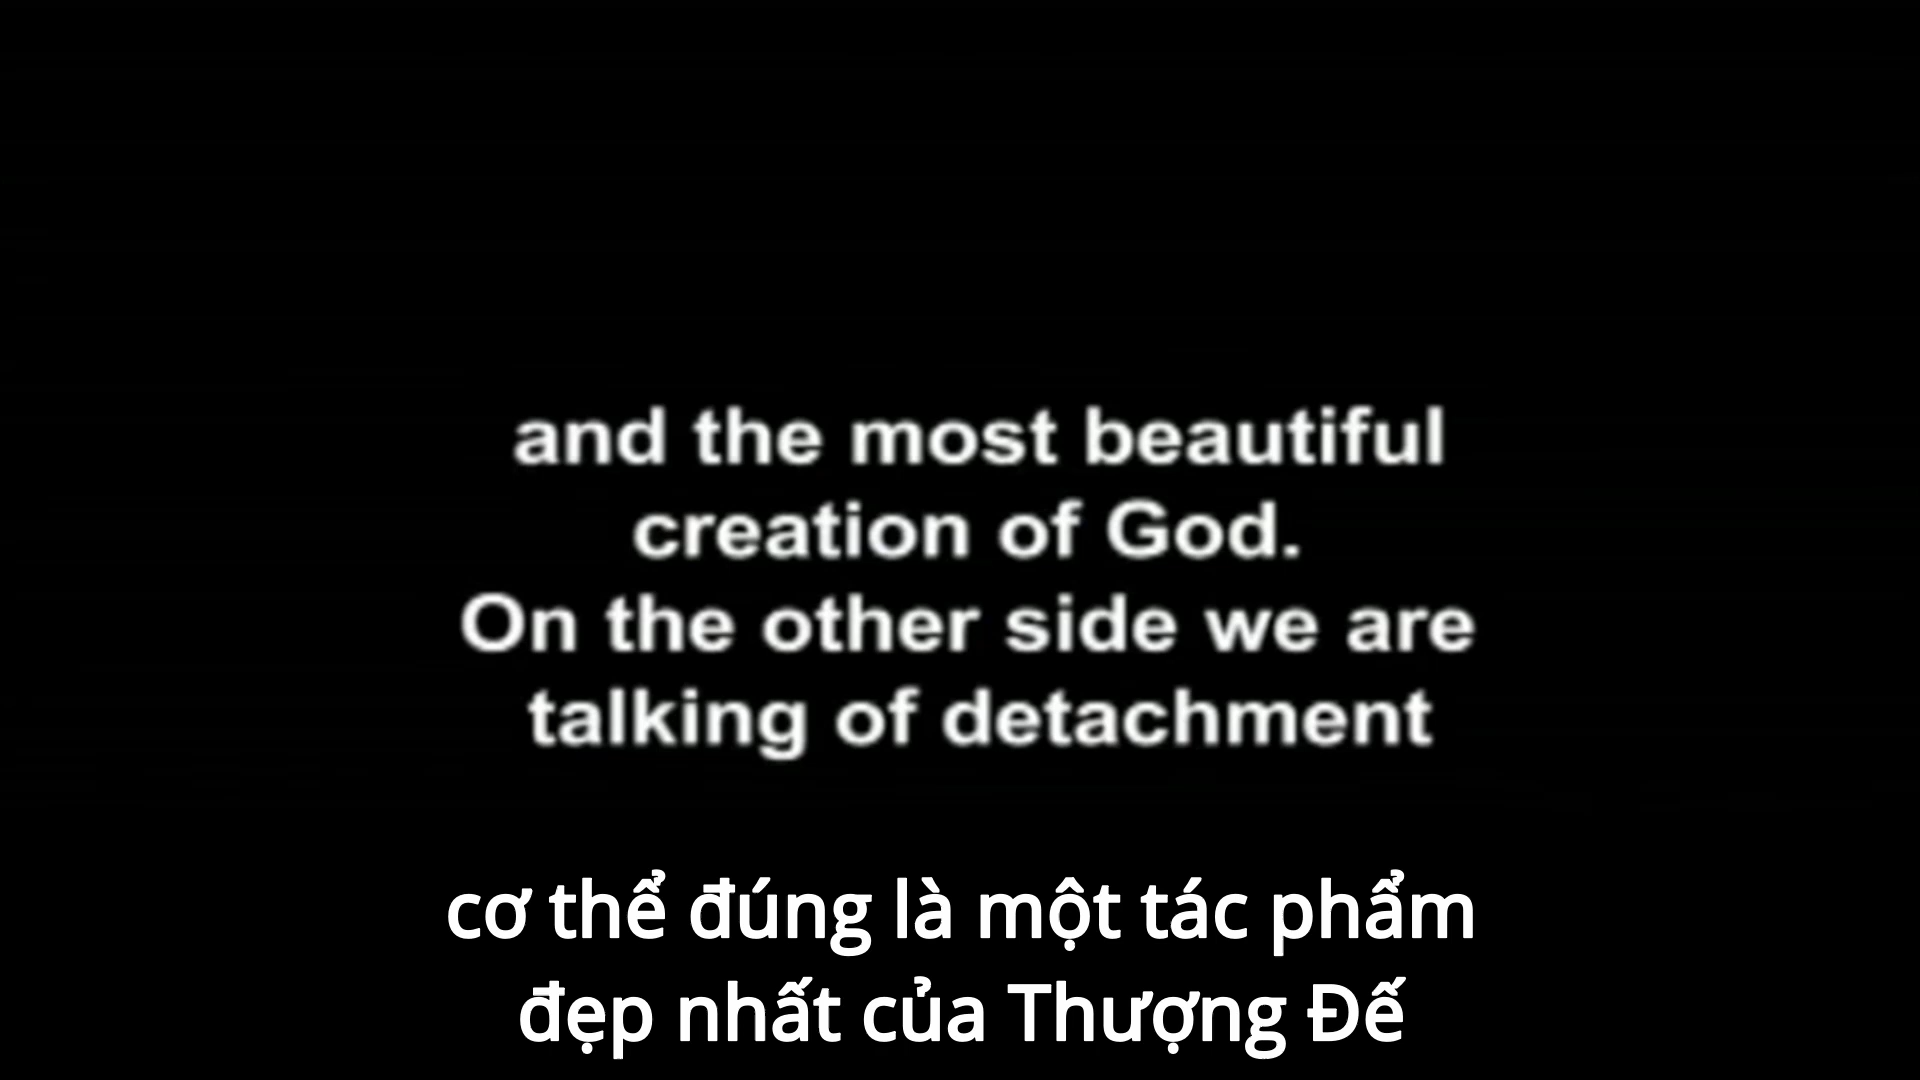 and the most beautiful
creation of God.
On the other side we are
talking of detachment
cơ thể đúng là một tác phẩm
đẹp nhất của Thượng Đế